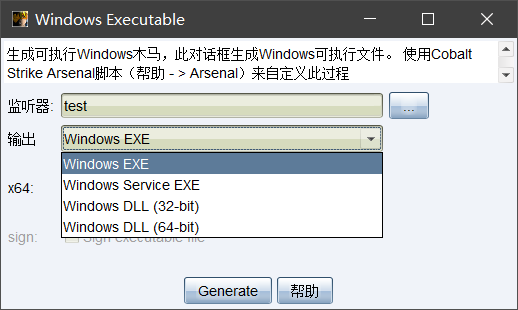 Windows Executable
生成可执行Windows木马，此对话框生成Windows可执行文件。 使用Cobalt
Strike Arsenal脚本（帮助 - > Arsenal）来自定义此过程
监听器: test ...
输出 Windows EXE
Windows EXE
Windows Service EXE
x64:
Windows DLL (32-bit)
Windows DLL (64-bit)
sign: Sign executable file
Generate 帮助